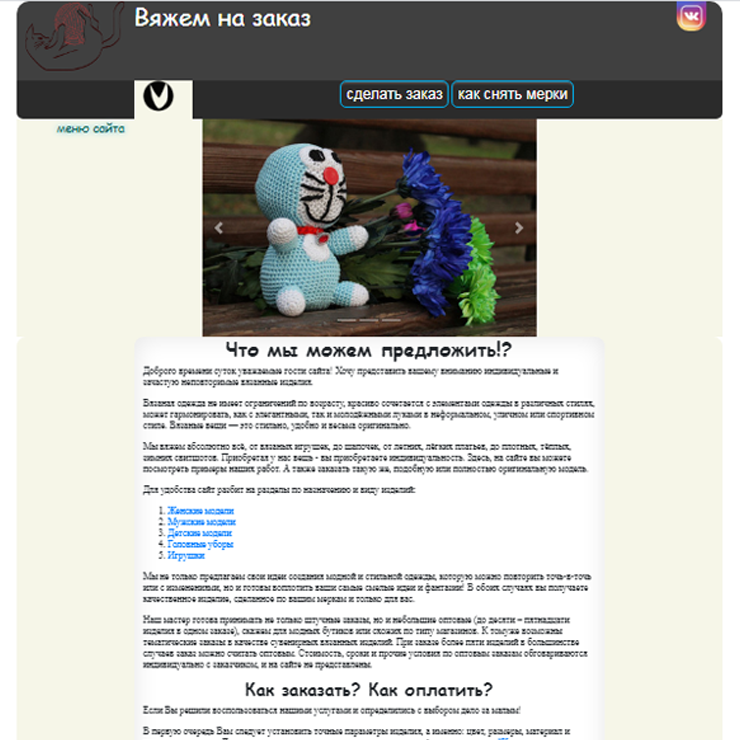 Вяжем на заказ
сделать заказ
как снять мерки
меню сайта
Что мы можем предложить!?
Доброго времени суток уважаемые гости сайта! Хочу представить вашему вниманию индивидуальные и
зачастую неповторимые вязанные изделия.
Вязаная одежда не имеет ограничений по возрасту, красиво сочетается с элементами одежды в различных стилях,
может гармонировать, как с элегантными, так и молодёжными луками в неформальном, уличном или спортивном
стиле. Вязаные вещи — это стильно, удобно и весьма оригинально.
Мы вяжем абсолютно всё, от вязаных игрушек, до шапочек, от летних, лёгких платьев, до плотных, тёплых,
зимних свитшотов. Приобретая у нас вещь - вы приобретаете индивидуальность. Здесь, на сайте вы можете
посмотреть примеры наших работ. А также заказать такую же, подобную или полностью оригинальную модель.
Для удобства сайт разбит на разделы по назначению и виду изделий:
1. Женские модели
2. Мужские модели
3. Детские модели
4. Головные уборы
5. Игрушки
Мы не только предлагаем свои идеи создания модной и стильной одежды, которую можно повторить точь-в-точь
или с изменениями, но и готовы воплотить ваши самые смелые идеи и фантазии! В обоих случаях вы получаете
качественное изделие, сделанное по вашим меркам и только для вас.
Наш мастер готова принимать не только штучные заказы, но и небольшие оптовые (до десяти – пятнадцати
изделия в одном заказе), скажем для модных бутиков или схожих по типу магазинов. К томуже возможны
тематические заказы в качестве сувенирных вязанных изделий. При заказе более пяти изделий в большинстве
случаев заказ можно считать оптовым. Стоимость, сроки и прочие условия по оптовым заказам обговариваются
индивидуально с заказчиком, и на сайте не представлены.
Как заказать? Как оплатить?
Если Вы решили воспользоваться нашими услугами и определились с выбором дело за малым!
В первую очередь Вам следует установить точные параметры изделия, а именно: цвет, размеры, материал и